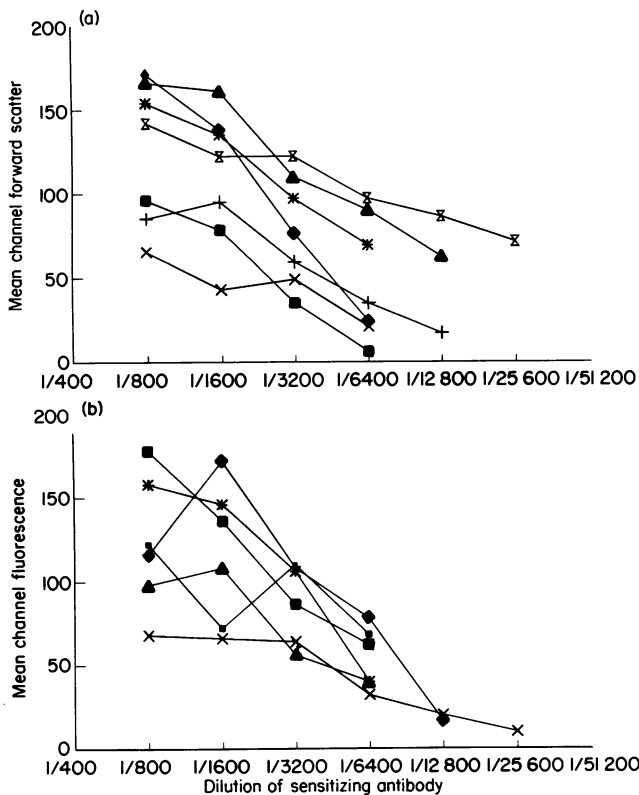 (a)
200
150
100
50
0
Mean channel forward scatter
1/400 1/800 1/1600 1/3200 1/6400 1/12 800 1/25 600 1/51 200
(b)
200
150
100
50
0
Mean channel fluorescence
1/400 1/800 1/1600 1/3200 1/6400 1/12 800 1/25 600 1/51 200
Dilution of sensitizing antibody